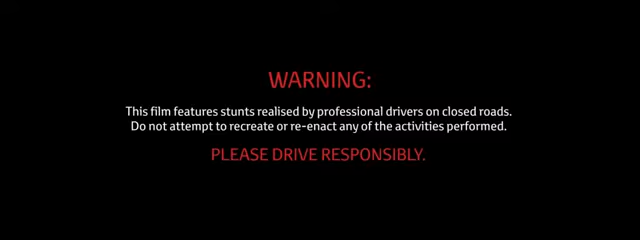 WARNING:
This film features stunts realised by professional drivers on closed roads.
Do not attempt to recreate or re-enact any of the activities performed.
PLEASE DRIVE RESPONSIBLY.